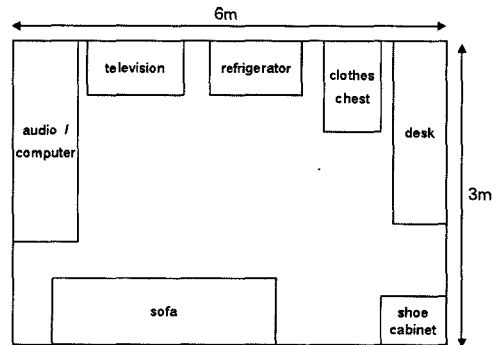 6m
television
refrigerator
clothes
chest
audio /
computer
desk
3m
sofa
shoe
cabinet